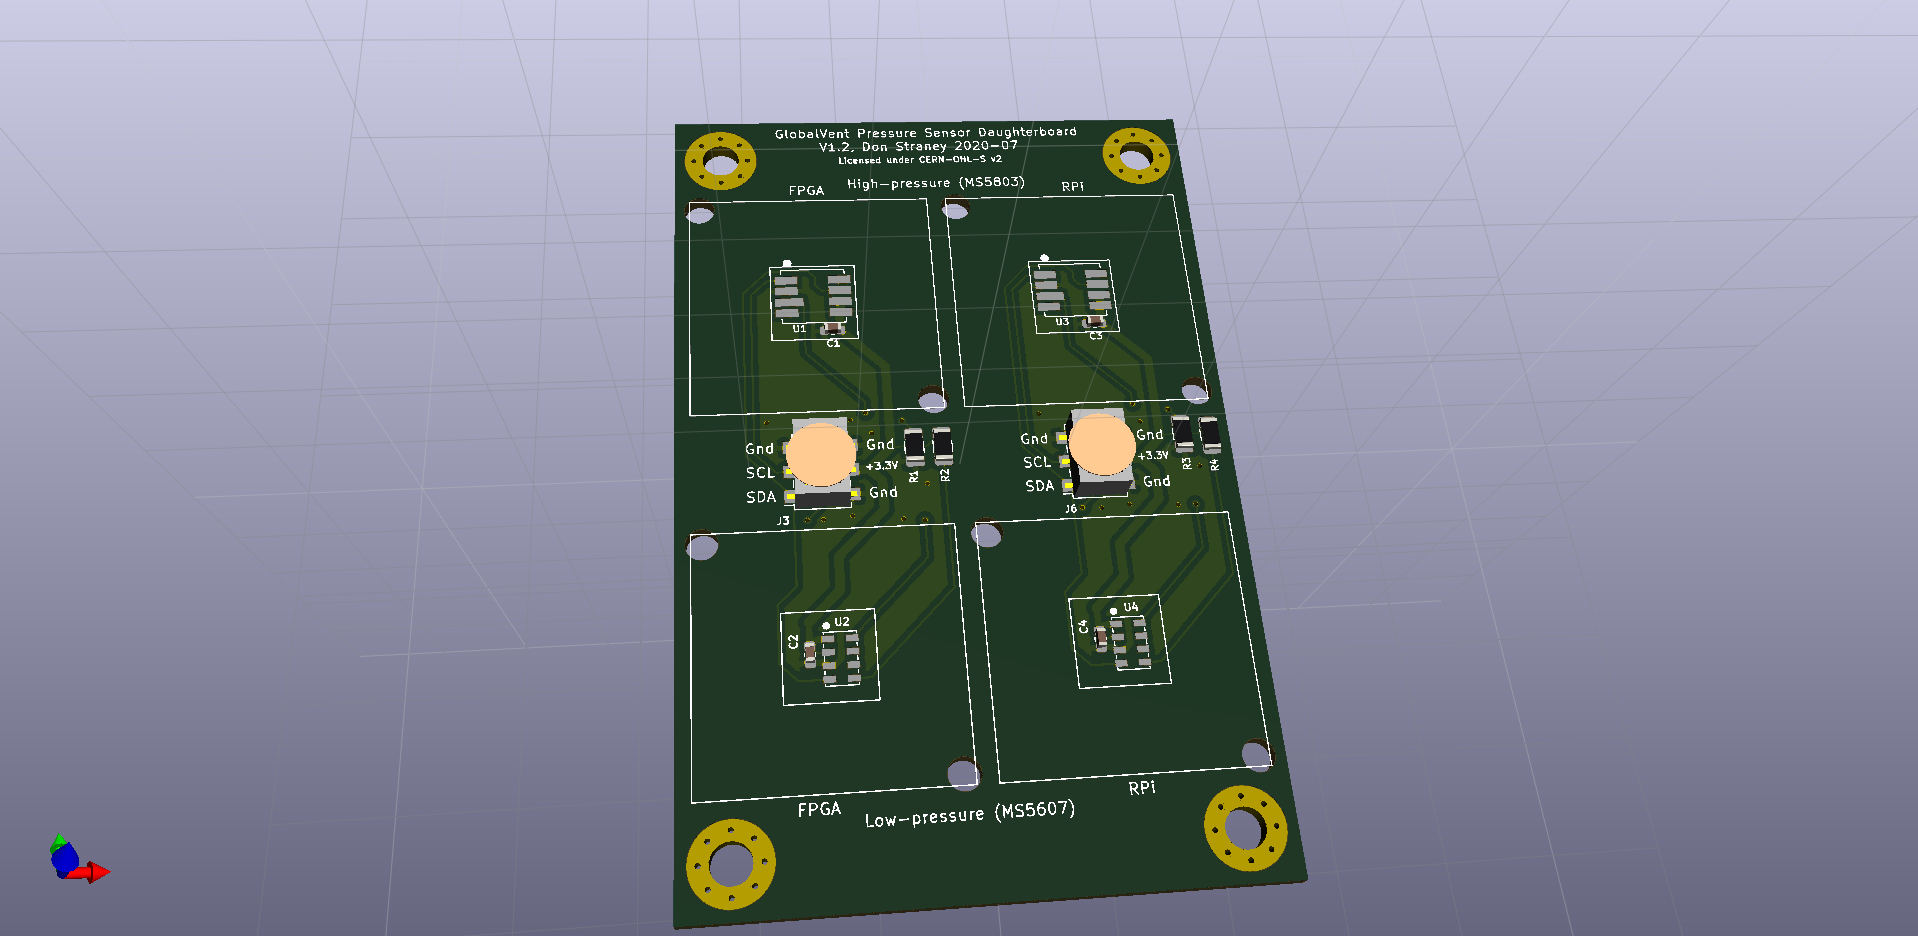 GlobalVent Pressure Sensor Daughterboard
V1.2, Don Straney 2020-07
Licensed under CERN-OHL-S v2
High-pressure (MS5803)
FPGA
RPi
U1
C1
U3
C3
Gnd
Gnd
SCL
+3.3V
SDA
Gnd
J3
R1
R2
Gnd
Gnd
SCL
+3.3V
SDA
Gnd
J6
R3
R4
C2
U2
C4
U4
FPGA
RPi
Low-pressure (MS5607)